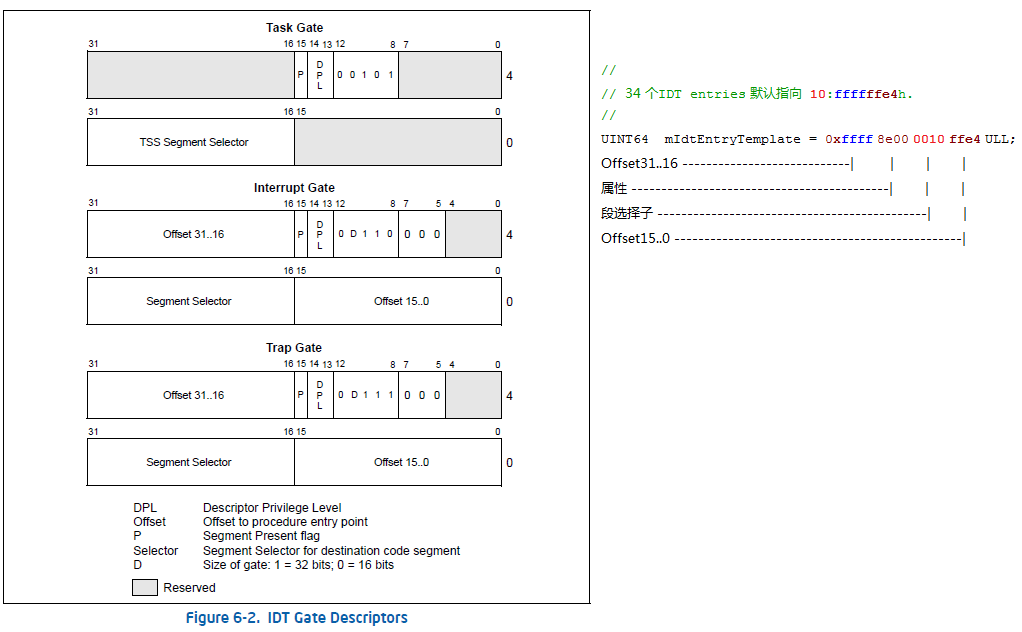 Task Gate
31 16 15 14 13 12 8 7 0
P D P L 0 0 1 0 1 4
31 16 15 0
TSS Segment Selector 0
Interrupt Gate
31 16 15 14 13 12 8 7 5 4 0
Offset 31..16 P D P L 0 D 1 1 0 0 0 0 4
31 16 15 0
Segment Selector Offset 15..0 0
Trap Gate
31 16 15 14 13 12 8 7 5 4 0
Offset 31..16 P D P L 0 D 1 1 1 0 0 0 4
31 16 15 0
Segment Selector Offset 15..0 0
DPL Descriptor Privilege Level
Offset Offset to procedure entry point
P Segment Present flag
Selector Segment Selector for destination code segment
D Size of gate: 1 = 32 bits; 0 = 16 bits
Reserved
Figure 6-2. IDT Gate Descriptors
//
// 34 个IDT entries 默认指向 10:ffffffe4h.
//
UINT64 mIdtEntryTemplate = 0xffff 8e00 0010 ffe4 ULL;
Offset31..16 ----------------------------| | | |
属性 -------------------------------------------| | |
段选择子 ---------------------------------------------| |
Offset15..0 ------------------------------------------------|